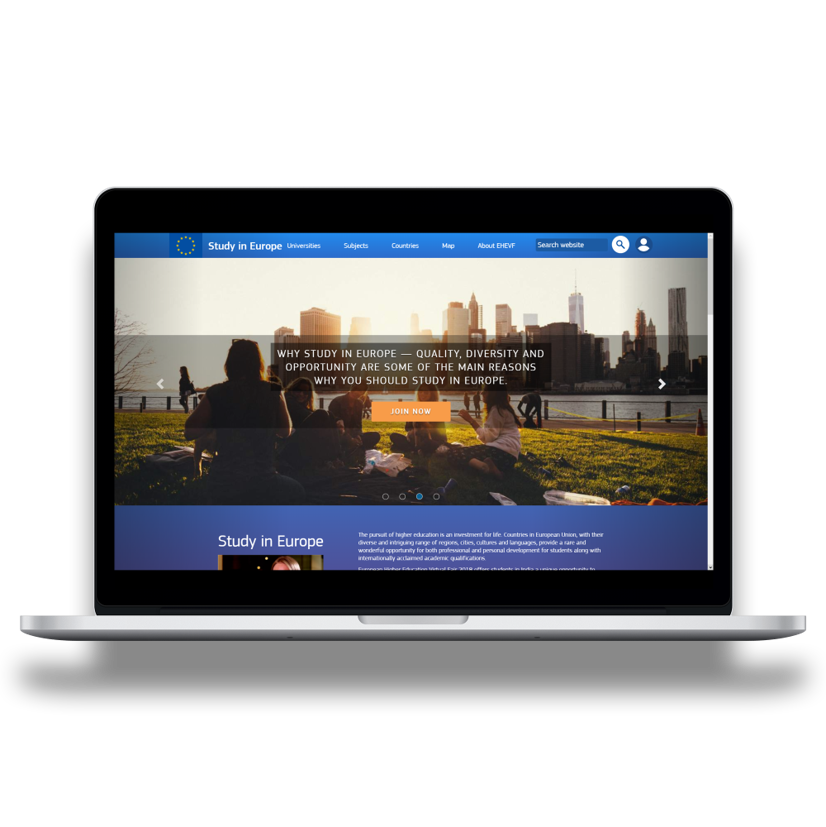 Study in Europe Universities Subjects Countries Map About EHEVF Search website
WHY STUDY IN EUROPE — QUALITY, DIVERSITY AND
OPPORTUNITY ARE SOME OF THE MAIN REASONS
WHY YOU SHOULD STUDY IN EUROPE.
JOIN NOW
Study in Europe
The pursuit of higher education is an investment for life. Countries in European Union, with their
diverse and intriguing range of regions, cities, cultures and languages, provide a rare and
wonderful opportunity for both professional and personal development for students along with
internationally acclaimed academic qualifications
European Higher Education Virtual Fair 2018 offers students in India a unique opportunity to